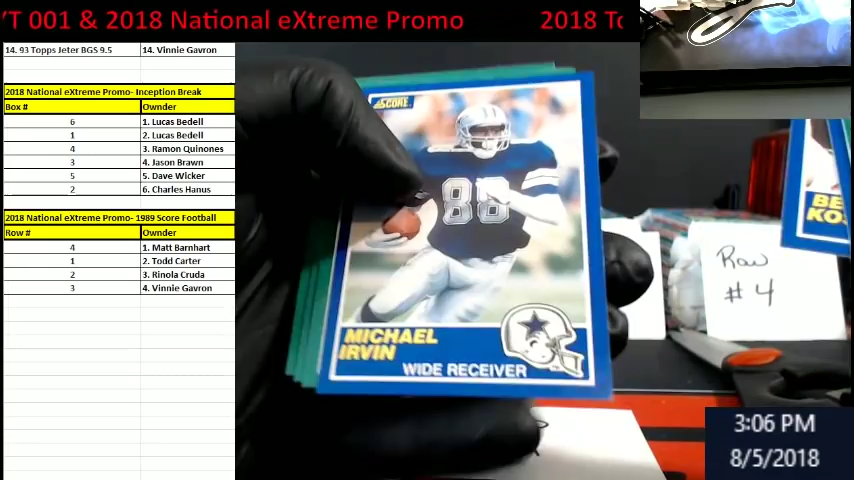 'T 001 & 2018 National eXtreme Promo 2018 To
14. 93 Topps Jeter BGS 9.5 14. Vinnie Gavron
2018 National eXtreme Promo- Inception Break
Box # Ownder
6 1. Lucas Bedell
1 2. Lucas Bedell
4 3. Ramon Quinones
3 4. Jason Brawn
5 5. Dave Wicker
2 6. Charles Hanus
2018 National eXtreme Promo- 1989 Score Football
Row # Ownder
4 1. Matt Barnhart
1 2. Todd Carter
2 3. Rinola Cruda
3 4. Vinnie Gavron
SCORE
88
MICHAEL
IRVIN
WIDE RECEIVER
BE
KOS
Row
#4
3:06 PM
8/5/2018